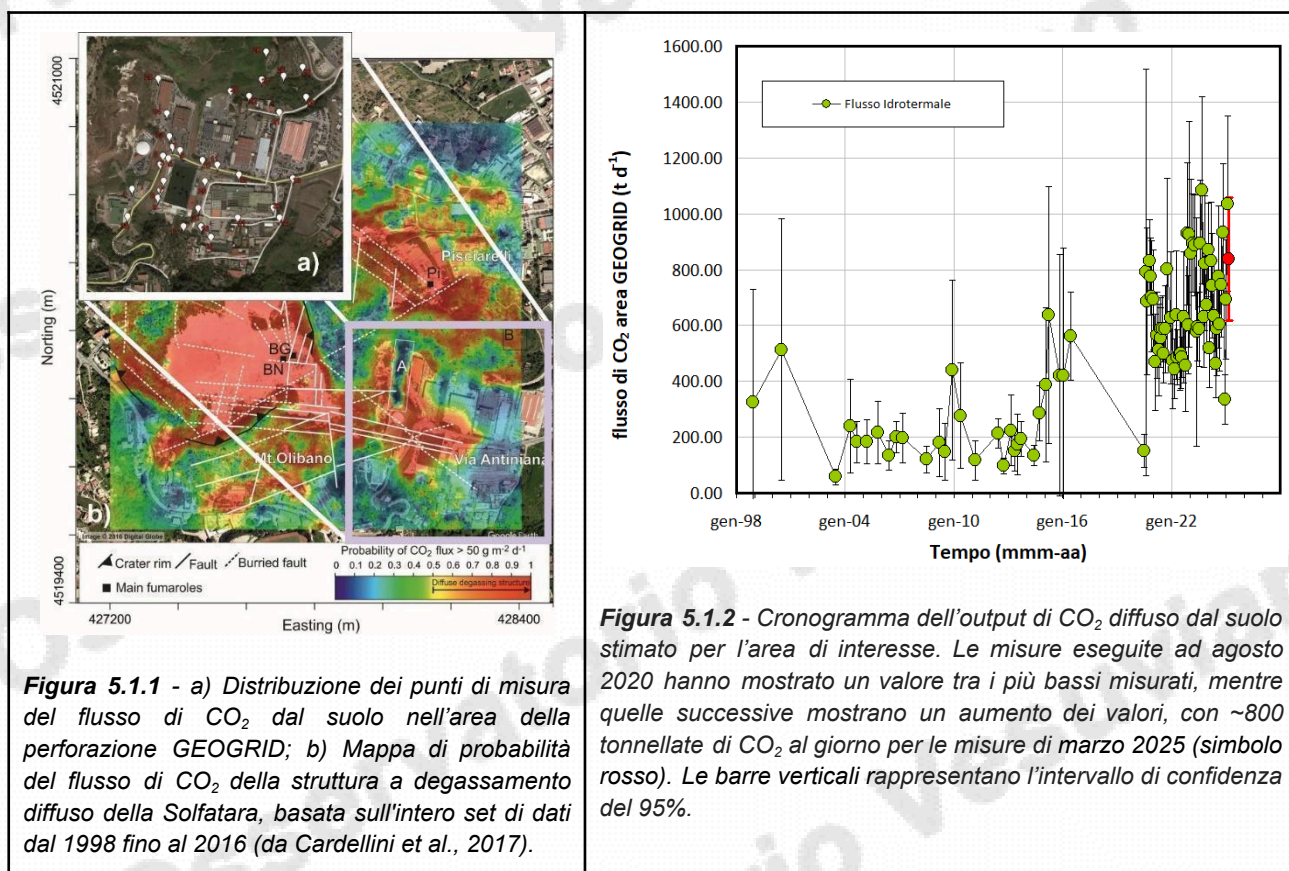 4521000
a)
Pisciarelli
Pi
B
BG
BN
A
Norting (m)
Mt.Olibano
Via Antiniana
b)
Image © 2016 Digital Globe
Crater rim / Fault Burried fault
Main fumaroles
Probability of CO₂ flux > 50 g m⁻² d⁻¹
0 0.1 0.2 0.3 0.4 0.5 0.6 0.7 0.8 0.9 1
Diffuse degassing structure
4519400
427200
428400
Easting (m)
Figura 5.1.1 - a) Distribuzione dei punti di misura
del flusso di CO₂ dal suolo nell'area della
perforazione GEOGRID; b) Mappa di probabilità
del flusso di CO₂ della struttura a degassamento
diffuso della Solfatara, basata sull'intero set di dati
dal 1998 fino al 2016 (da Cardellini et al., 2017).
1600.00
1400.00
1200.00
1000.00
800.00
600.00
400.00
200.00
0.00
flusso di CO₂ area GEOGRID (t d⁻¹)
Flusso Idrotermale
gen-98 gen-04 gen-10 gen-16 gen-22
Tempo (mmm-aa)
Figura 5.1.2 - Cronogramma dell'output di CO₂ diffuso dal suolo
stimato per l'area di interesse. Le misure eseguite ad agosto
2020 hanno mostrato un valore tra i più bassi misurati, mentre
quelle successive mostrano un aumento dei valori, con ~800
tonnellate di CO₂ al giorno per le misure di marzo 2025 (simbolo
rosso). Le barre verticali rappresentano l'intervallo di confidenza
del 95%.